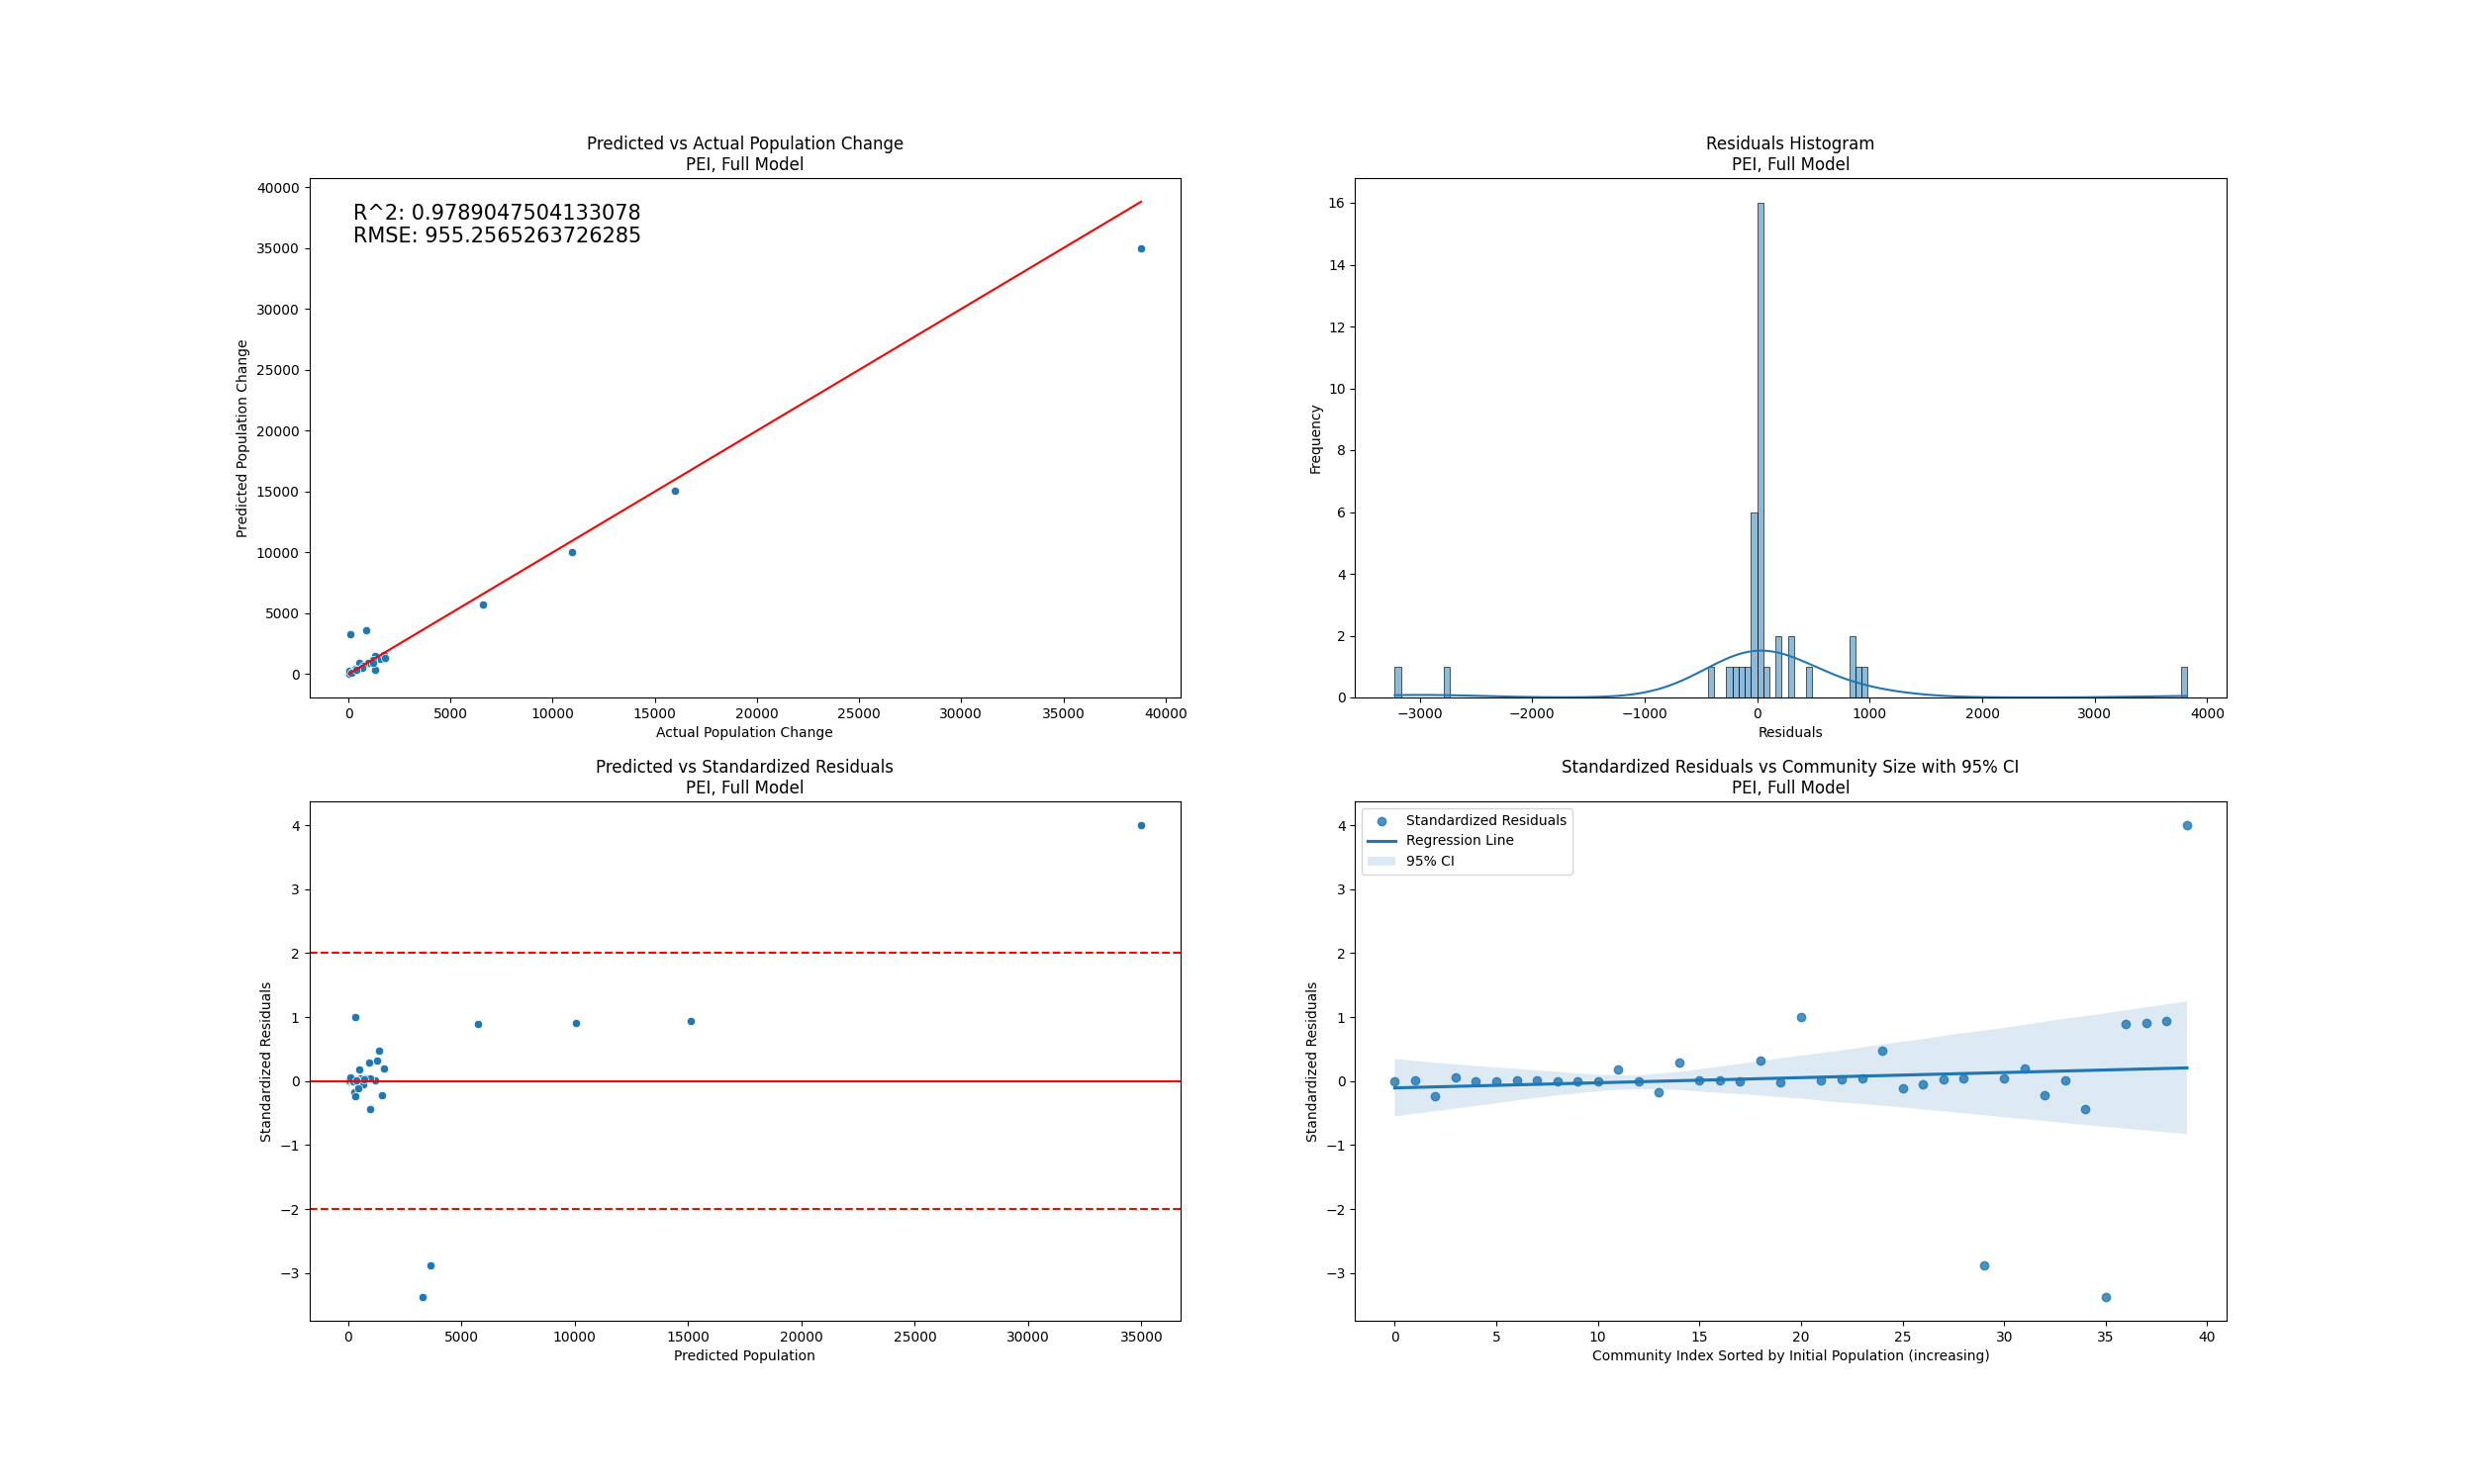 Predicted vs Actual Population Change
PEI, Full Model
R^2: 0.9789047504133078
RMSE: 955.2565263726285
40000
35000
30000
25000
20000
15000
10000
5000
0
Predicted Population Change
0 5000 10000 15000 20000 25000 30000 35000 40000
Actual Population Change
Residuals Histogram
PEI, Full Model
16
14
12
10
8
6
4
2
0
Frequency
−3000 −2000 −1000 0 1000 2000 3000 4000
Residuals
Predicted vs Standardized Residuals
PEI, Full Model
4
3
2
1
0
−1
−2
−3
Standardized Residuals
0 5000 10000 15000 20000 25000 30000 35000
Predicted Population
Standardized Residuals vs Community Size with 95% CI
PEI, Full Model
Standardized Residuals
Regression Line
95% CI
4
3
2
1
0
−1
−2
−3
Standardized Residuals
0 5 10 15 20 25 30 35 40
Community Index Sorted by Initial Population (increasing)